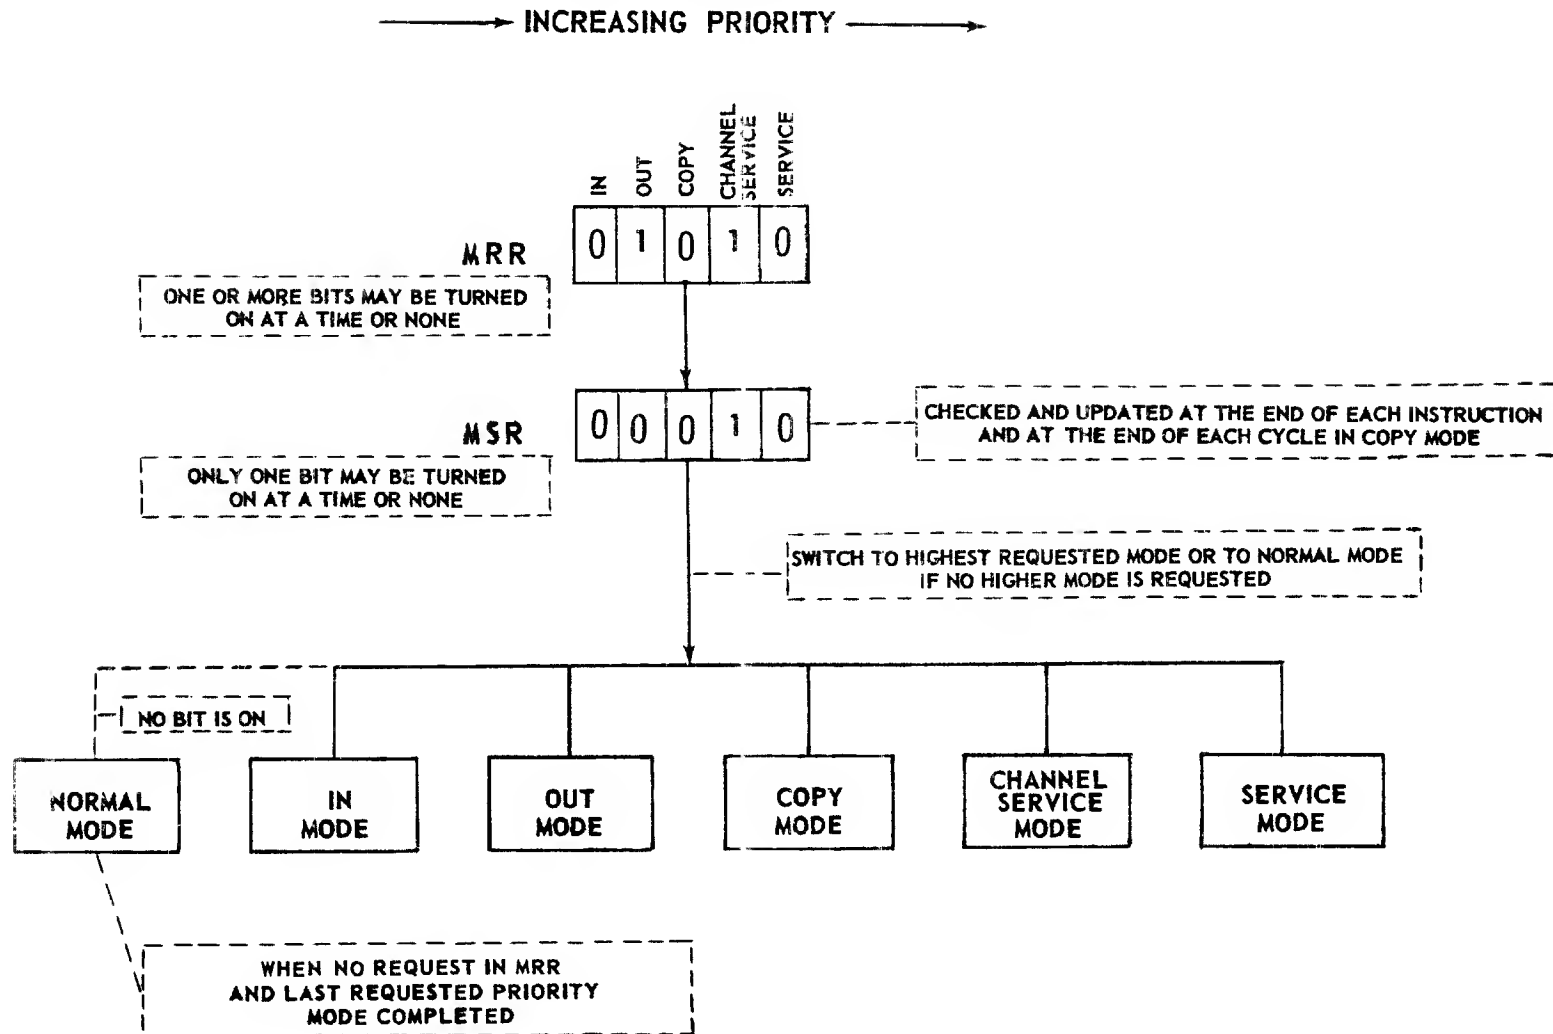 INCREASING PRIORITY
IN
OUT
COPY
CHANNEL
SERVICE
SERVICE
0 1 0 1 0
MRR
ONE OR MORE BITS MAY BE TURNED
ON AT A TIME OR NONE
0 0 0 1 0
MSR
ONLY ONE BIT MAY BE TURNED
ON AT A TIME OR NONE
CHECKED AND UPDATED AT THE END OF EACH INSTRUCTION
AND AT THE END OF EACH CYCLE IN COPY MODE
SWITCH TO HIGHEST REQUESTED MODE OR TO NORMAL MODE
IF NO HIGHER MODE IS REQUESTED
NO BIT IS ON
NORMAL
MODE
IN
MODE
OUT
MODE
COPY
MODE
CHANNEL
SERVICE
MODE
SERVICE
MODE
WHEN NO REQUEST IN MRR
AND LAST REQUESTED PRIORITY
MODE COMPLETED